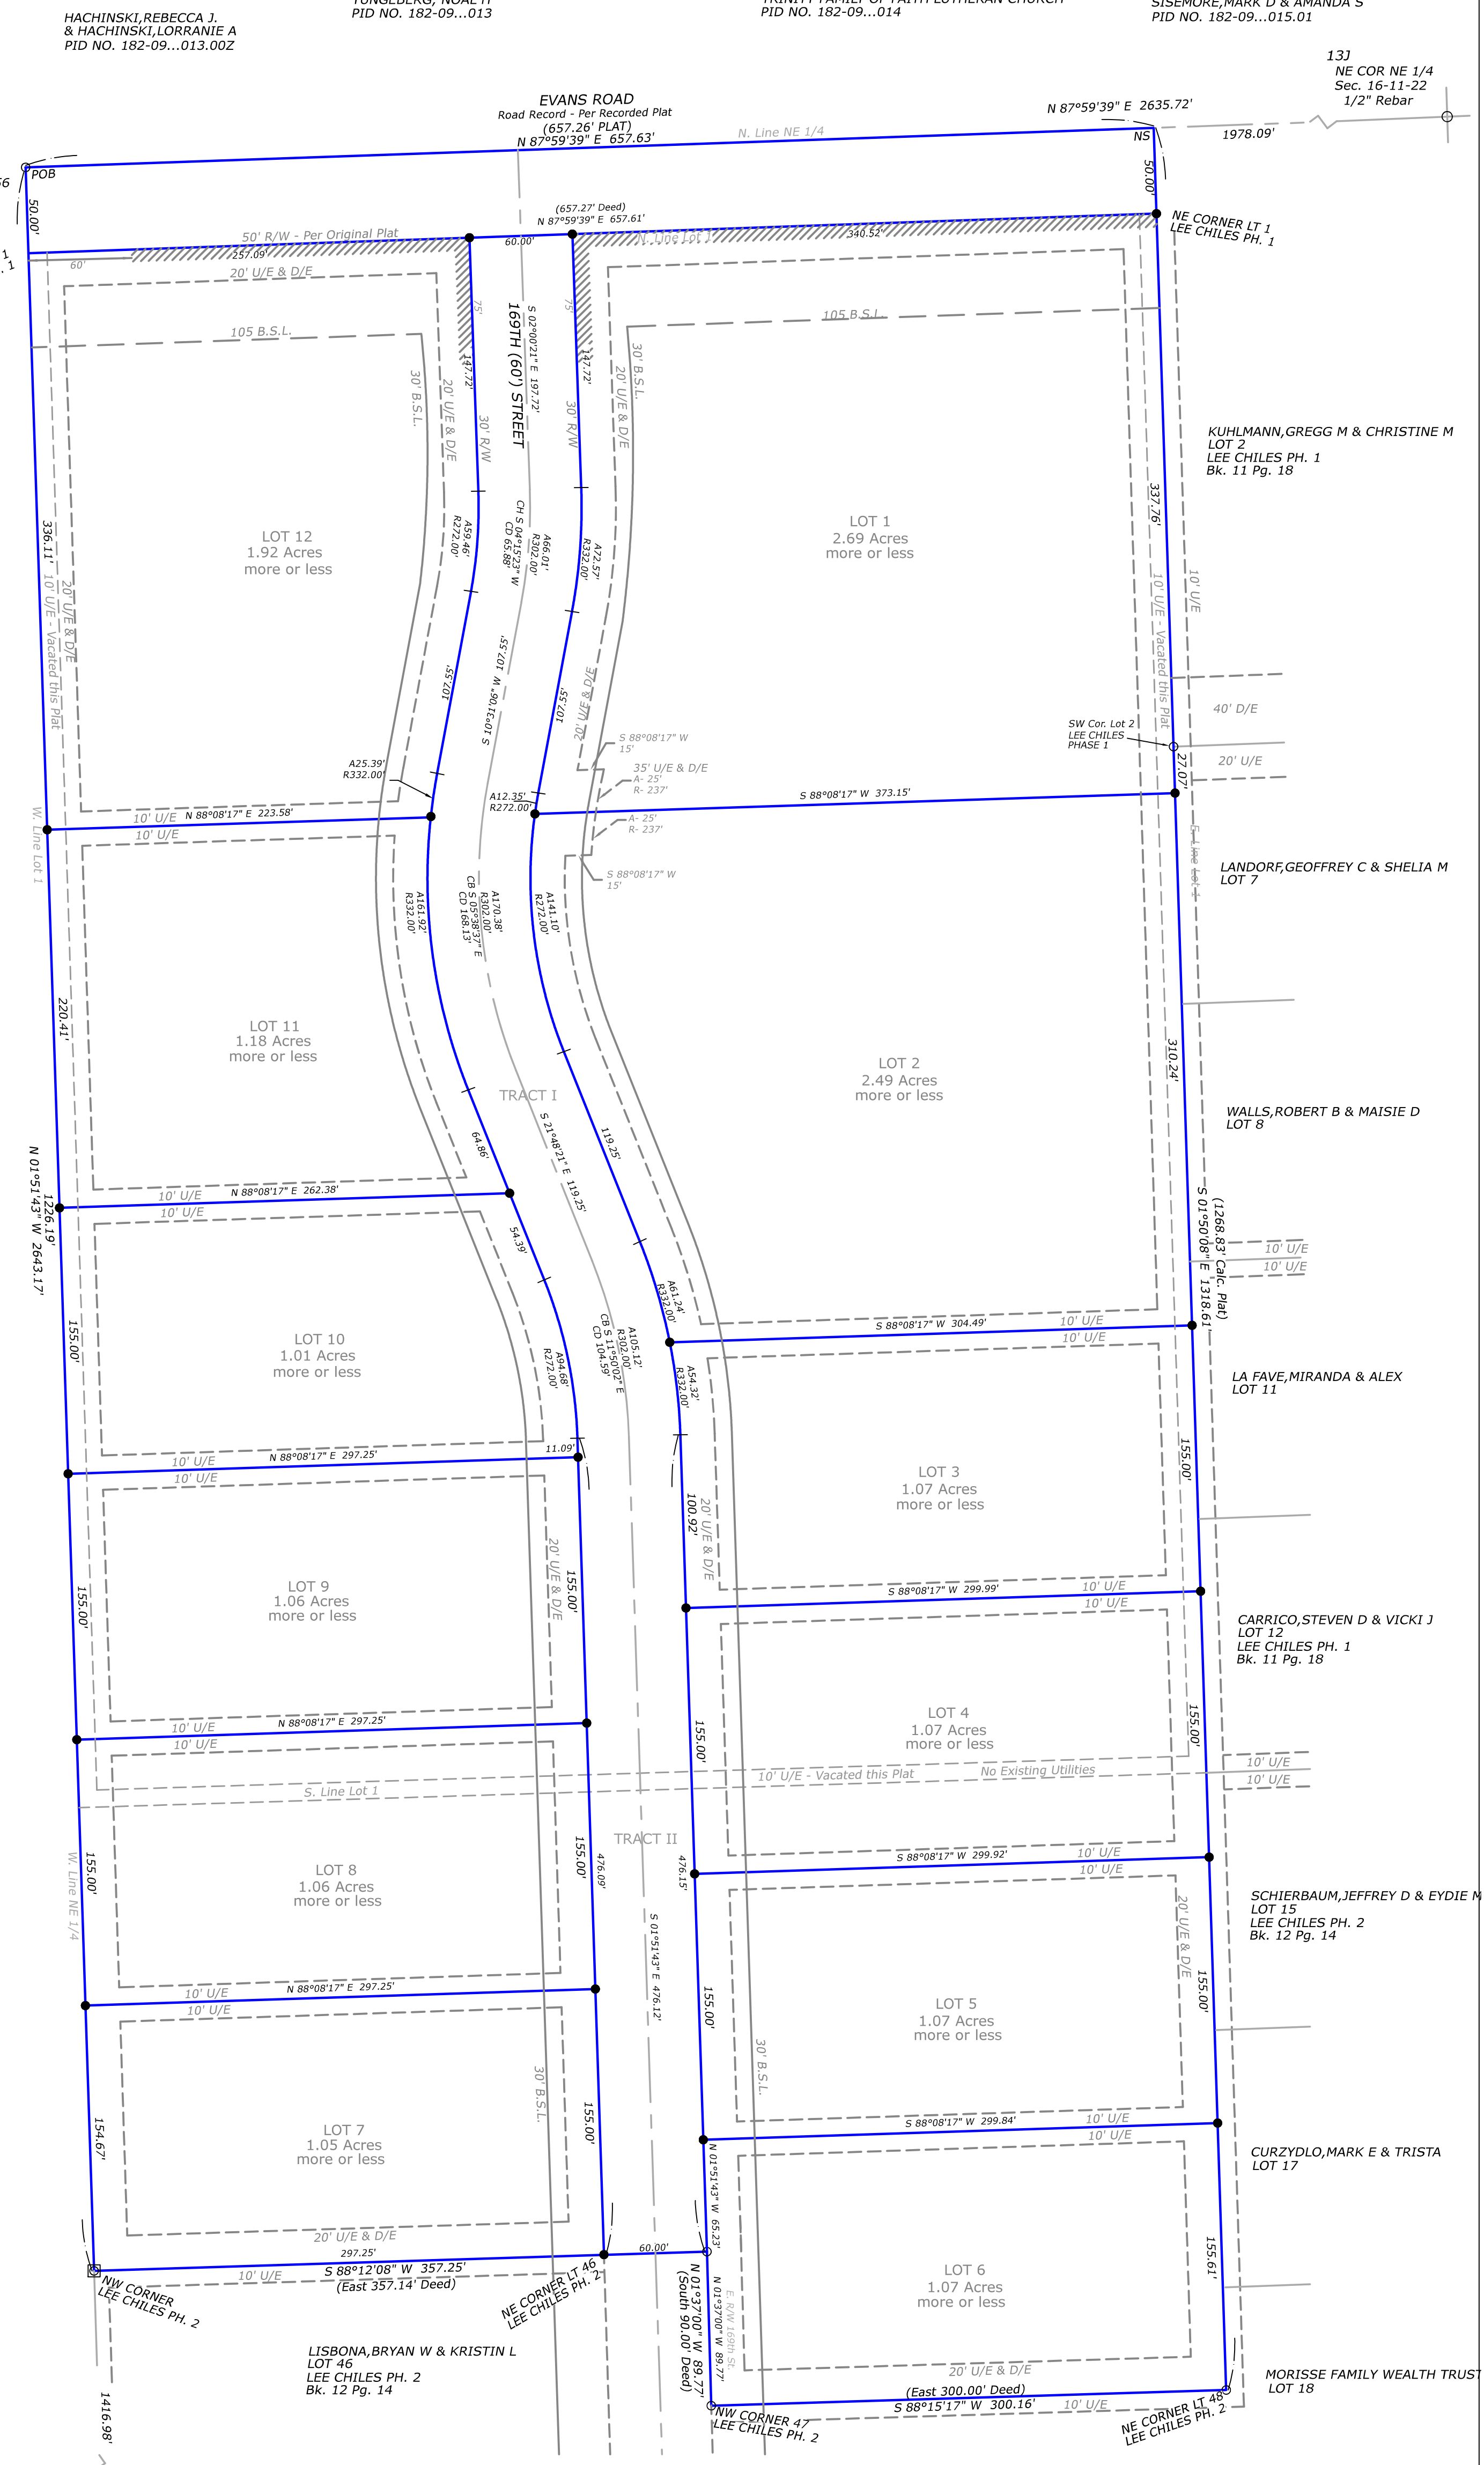 HACHINSKI,REBECCA J.
& HACHINSKI,LORRANIE A
PID NO. 182-09...013.00Z
PID NO. 182-09...013
TRINITY FAMILY OF FAITH LUTHERAN CHURCH
PID NO. 182-09...014
SISEMORE,MARK D & AMANDA S
PID NO. 182-09...015.01
13J
NE COR NE 1/4
Sec. 16-11-22
1/2" Rebar
EVANS ROAD
Road Record - Per Recorded Plat
(657.26' PLAT)
N 87°59'39" E 657.63'
N. Line NE 1/4
N 87°59'39" E 2635.72'
1978.09'
NS
POB
50.00'
50.00'
(657.27' Deed)
N 87°59'39" E 657.61'
NE CORNER LT 1
LEE CHILES PH. 1
50' R/W - Per Original Plat
60'
257.09'
60.00'
N. Line Lot 1
340.52'
20' U/E & D/E
75'
75'
105 B.S.L.
105 B.S.L.
147.72'
147.72'
169TH (60') STREET
S 02°00'21" E 197.72'
30' B.S.L.
20' U/E & D/E
30' R/W
30' R/W
20' U/E & D/E
30' B.S.L.
KUHLMANN,GREGG M & CHRISTINE M
LOT 2
LEE CHILES PH. 1
Bk. 11 Pg. 18
LOT 12
1.92 Acres
more or less
LOT 1
2.69 Acres
more or less
336.11'
10' U/E - Vacated this Plat
20' U/E & D/E
A59.46'
R272.00'
A66.01'
R302.00'
CH S 04°15'23" W
CD 65.88'
A72.57'
R332.00'
337.76'
10' U/E - Vacated this Plat
10' U/E
107.55'
S 10°31'06" W 107.55'
107.55'
20' U/E & D/E
40' D/E
SW Cor. Lot 2
LEE CHILES
PHASE 1
20' U/E
27.07'
S 88°08'17" W
15'
35' U/E & D/E
A- 25'
R- 237'
A25.39'
R332.00'
A12.35'
R272.00'
S 88°08'17" W 373.15'
10' U/E
N 88°08'17" E 223.58'
10' U/E
A- 25'
R- 237'
W. Line Lot 1
E. Line Lot 1
S 88°08'17" W
15'
LANDORF,GEOFFREY C & SHELIA M
LOT 7
A161.92'
R332.00'
A170.38'
R302.00'
CB S 05°38'37" E
CD 168.13'
A141.10'
R272.00'
220.41'
LOT 11
1.18 Acres
more or less
LOT 2
2.49 Acres
more or less
310.24'
TRACT I
WALLS,ROBERT B & MAISIE D
LOT 8
64.86'
S 21°48'21" E 119.25'
119.25'
N 01°51'43" W 2643.17'
1226.19'
10' U/E
N 88°08'17" E 262.38'
10' U/E
54.39'
(1268.83' Calc. Plat)
S 01°50'08" E 1318.61'
10' U/E
10' U/E
A61.24'
R332.00'
155.00'
LOT 10
1.01 Acres
more or less
A94.68'
R272.00'
A105.12'
R302.00'
CB S 11°50'02" E
CD 104.59'
S 88°08'17" W 304.49'
10' U/E
10' U/E
A54.32'
R332.00'
LA FAVE,MIRANDA & ALEX
LOT 11
10' U/E
N 88°08'17" E 297.25'
11.09'
10' U/E
LOT 3
1.07 Acres
more or less
155.00'
100.92'
20' U/E & D/E
20' U/E & D/E
155.00'
LOT 9
1.06 Acres
more or less
155.00'
S 88°08'17" W 299.99'
10' U/E
10' U/E
CARRICO,STEVEN D & VICKI J
LOT 12
LEE CHILES PH. 1
Bk. 11 Pg. 18
10' U/E
N 88°08'17" E 297.25'
10' U/E
LOT 4
1.07 Acres
more or less
155.00'
155.00'
10' U/E - Vacated this Plat
No Existing Utilities
10' U/E
10' U/E
S. Line Lot 1
TRACT II
LOT 8
1.06 Acres
more or less
155.00'
155.00'
476.09'
476.15'
W. Line NE 1/4
S 88°08'17" W 299.92'
10' U/E
10' U/E
SCHIERBAUM,JEFFREY D & EYDIE M
LOT 15
LEE CHILES PH. 2
Bk. 12 Pg. 14
20' U/E & D/E
S 01°51'43" E 476.12'
10' U/E
N 88°08'17" E 297.25'
10' U/E
155.00'
LOT 5
1.07 Acres
more or less
155.00'
30' B.S.L.
30' B.S.L.
154.67'
LOT 7
1.05 Acres
more or less
155.00'
S 88°08'17" W 299.84'
10' U/E
10' U/E
CURZYDLO,MARK E & TRISTA
LOT 17
N 01°51'43" W 65.23'
155.61'
20' U/E & D/E
297.25'
60.00'
S 88°12'08" W 357.25'
(East 357.14' Deed)
10' U/E
NW CORNER
LEE CHILES PH. 2
NE CORNER LT 46
LEE CHILES PH. 2
LOT 6
1.07 Acres
more or less
N 01°37'00" W 89.77'
(South 90.00' Deed)
N 01°37'00" W 89.77'
E. R/W 169th St.
LISBONA,BRYAN W & KRISTIN L
LOT 46
LEE CHILES PH. 2
Bk. 12 Pg. 14
20' U/E & D/E
(East 300.00' Deed)
S 88°15'17" W 300.16'
10' U/E
MORISSE FAMILY WEALTH TRUST
LOT 18
1416.98'
NW CORNER 47
LEE CHILES PH. 2
NE CORNER LT 48
LEE CHILES PH. 2